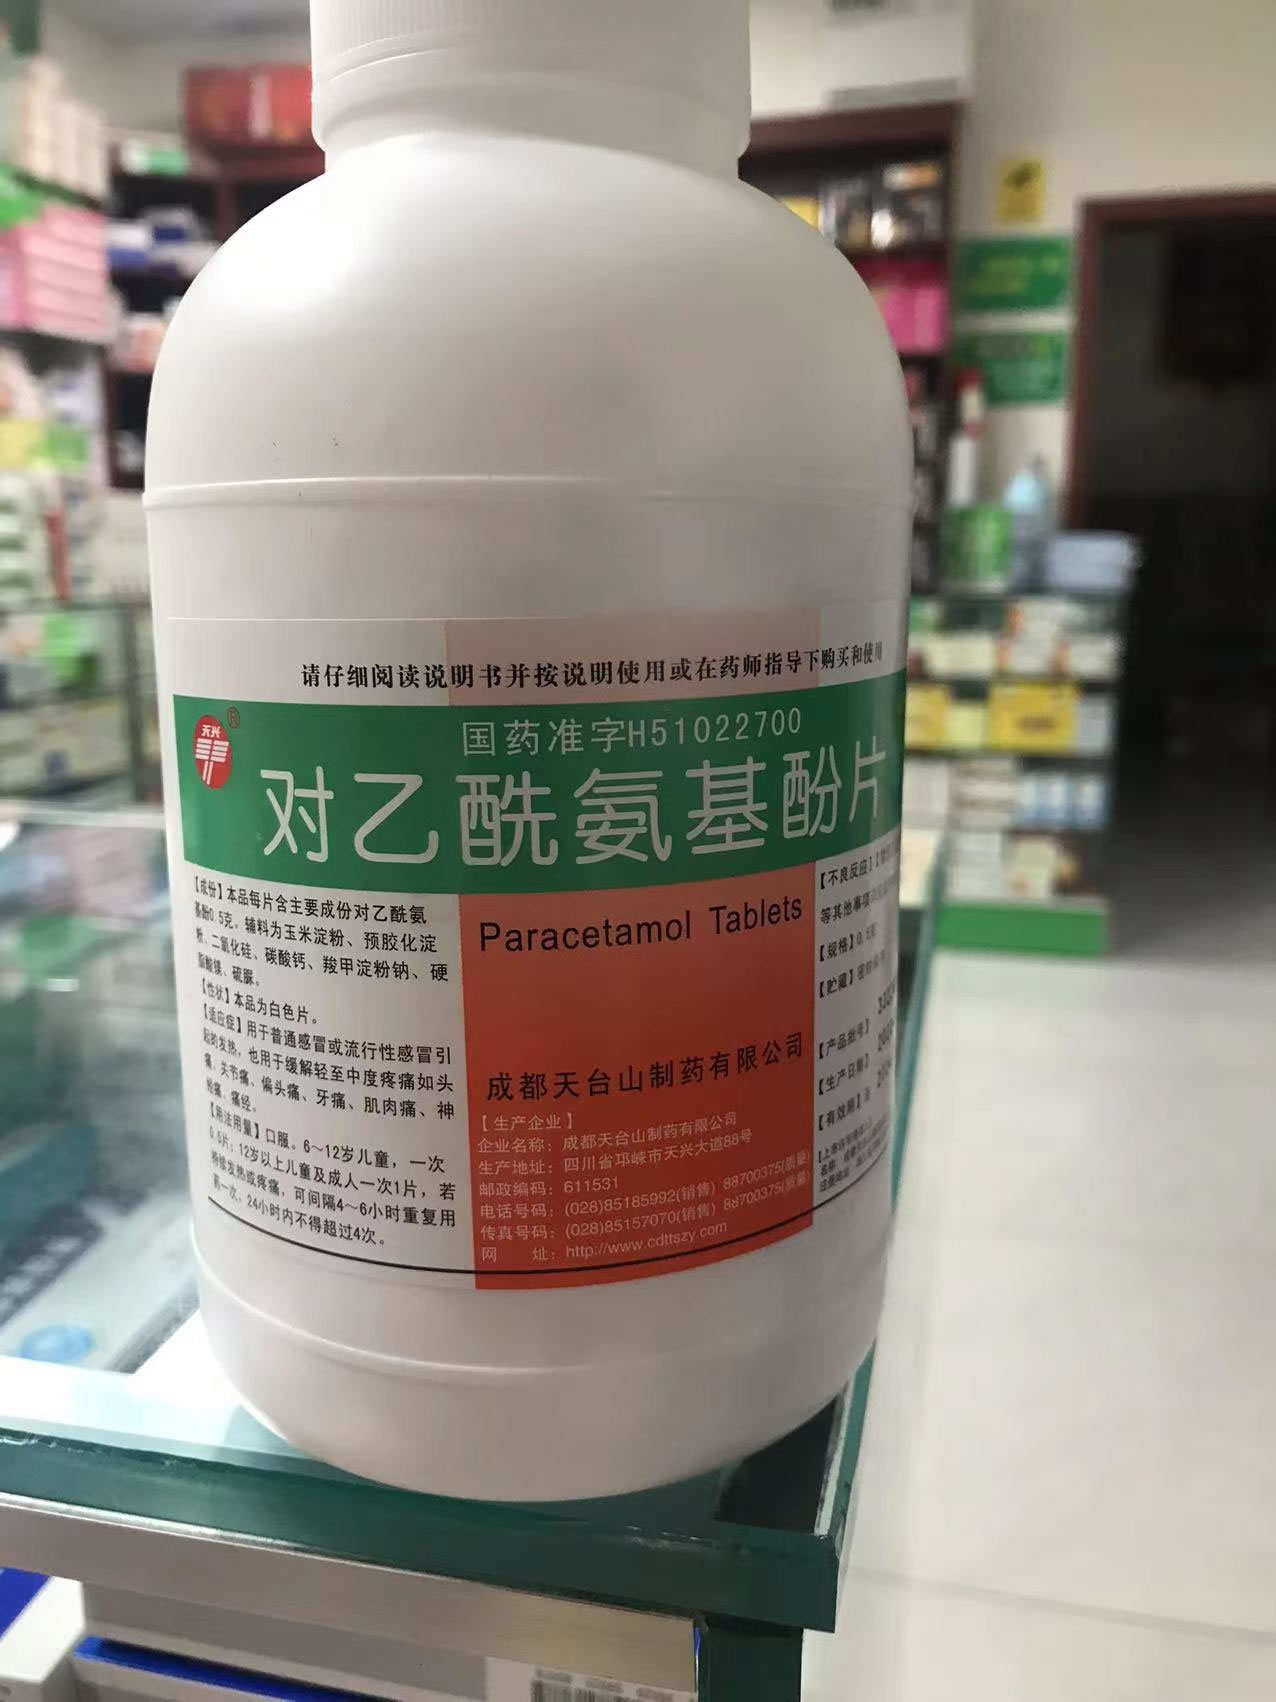 请仔细阅读说明书并按说明使用或在药师指导下购买和使用
天兴
®
国药准字H51022700
对乙酰氨基酚片
【成份】本品每片含主要成份对乙酰氨
基酚0.5克。辅料为玉米淀粉、预胶化淀
粉、二氧化硅、碳酸钙、羧甲淀粉钠、硬
脂酸镁、硫脲。
【性状】本品为白色片。
【适应症】用于普通感冒或流行性感冒引
起的发热，也用于缓解轻至中度疼痛如头
痛、关节痛、偏头痛、牙痛、肌肉痛、神
经痛、痛经。
【用法用量】口服。6～12岁儿童，一次
0.5片；12岁以上儿童及成人一次1片，若
持续发热或疼痛，可间隔4～6小时重复用
药一次，24小时内不得超过4次。
Paracetamol Tablets
成都天台山制药有限公司
【生产企业】
企业名称：成都天台山制药有限公司
生产地址：四川省邛崃市天兴大道88号
邮政编码：611531
电话号码：(028)85185992(销售) 88700375(质量)
传真号码：(028)85157070(销售) 88700375(质量)
网 址：http://www.cdttszy.com
【不良反应】
等其他事项
【规格】0.5克
【贮藏】密封
【产品批号】
【生产日期】
【有效期】